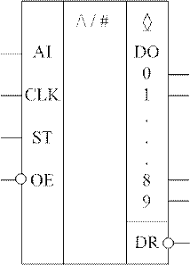 /\ / #
AI
CLK
ST
OE
DO
0
1
.
.
.
8
9
DR